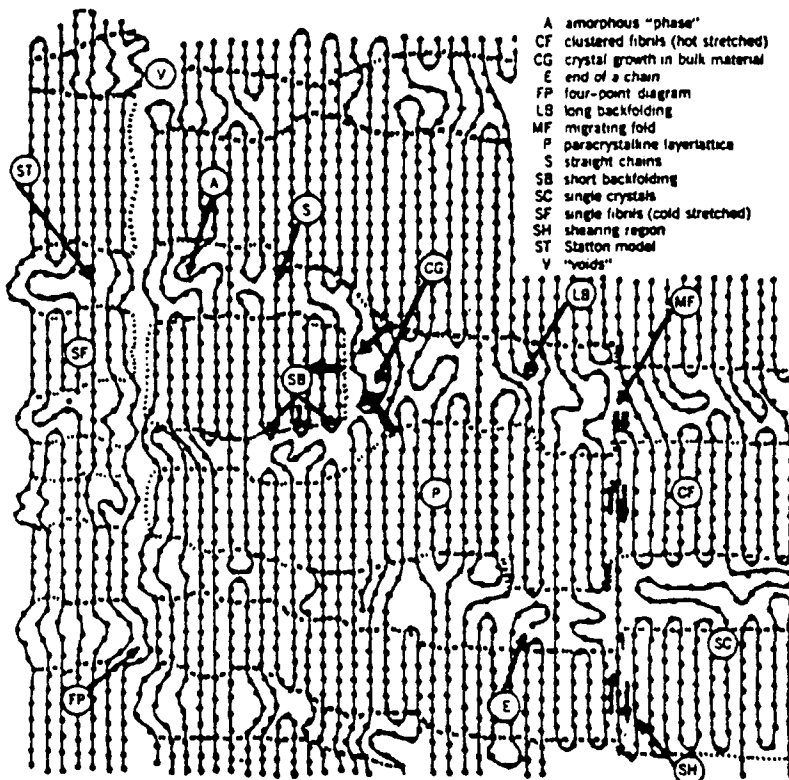 A amorphous "phase"
CF clustered fibrils (hot stretched)
CG crystal growth in bulk material
E end of a chain
FP four-point diagram
LB long backfolding
MF migrating fold
P paracrystalline layerlattice
S straight chains
SB short backfolding
SC single crystals
SF single fibrils (cold stretched)
SH shearing region
ST Statton model
V "voids"
V
ST
A
S
CG
LB
MF
SF
SB
P
CF
SC
FP
E
SH